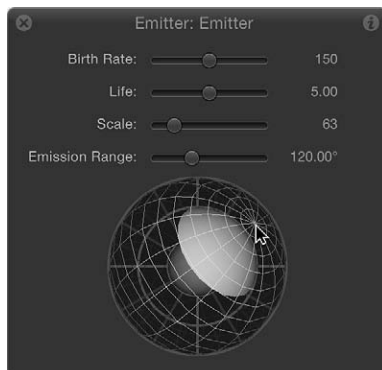 Emitter: Emitter
Birth Rate: 150
Life: 5.00
Scale: 63
Emission Range: 120.00°